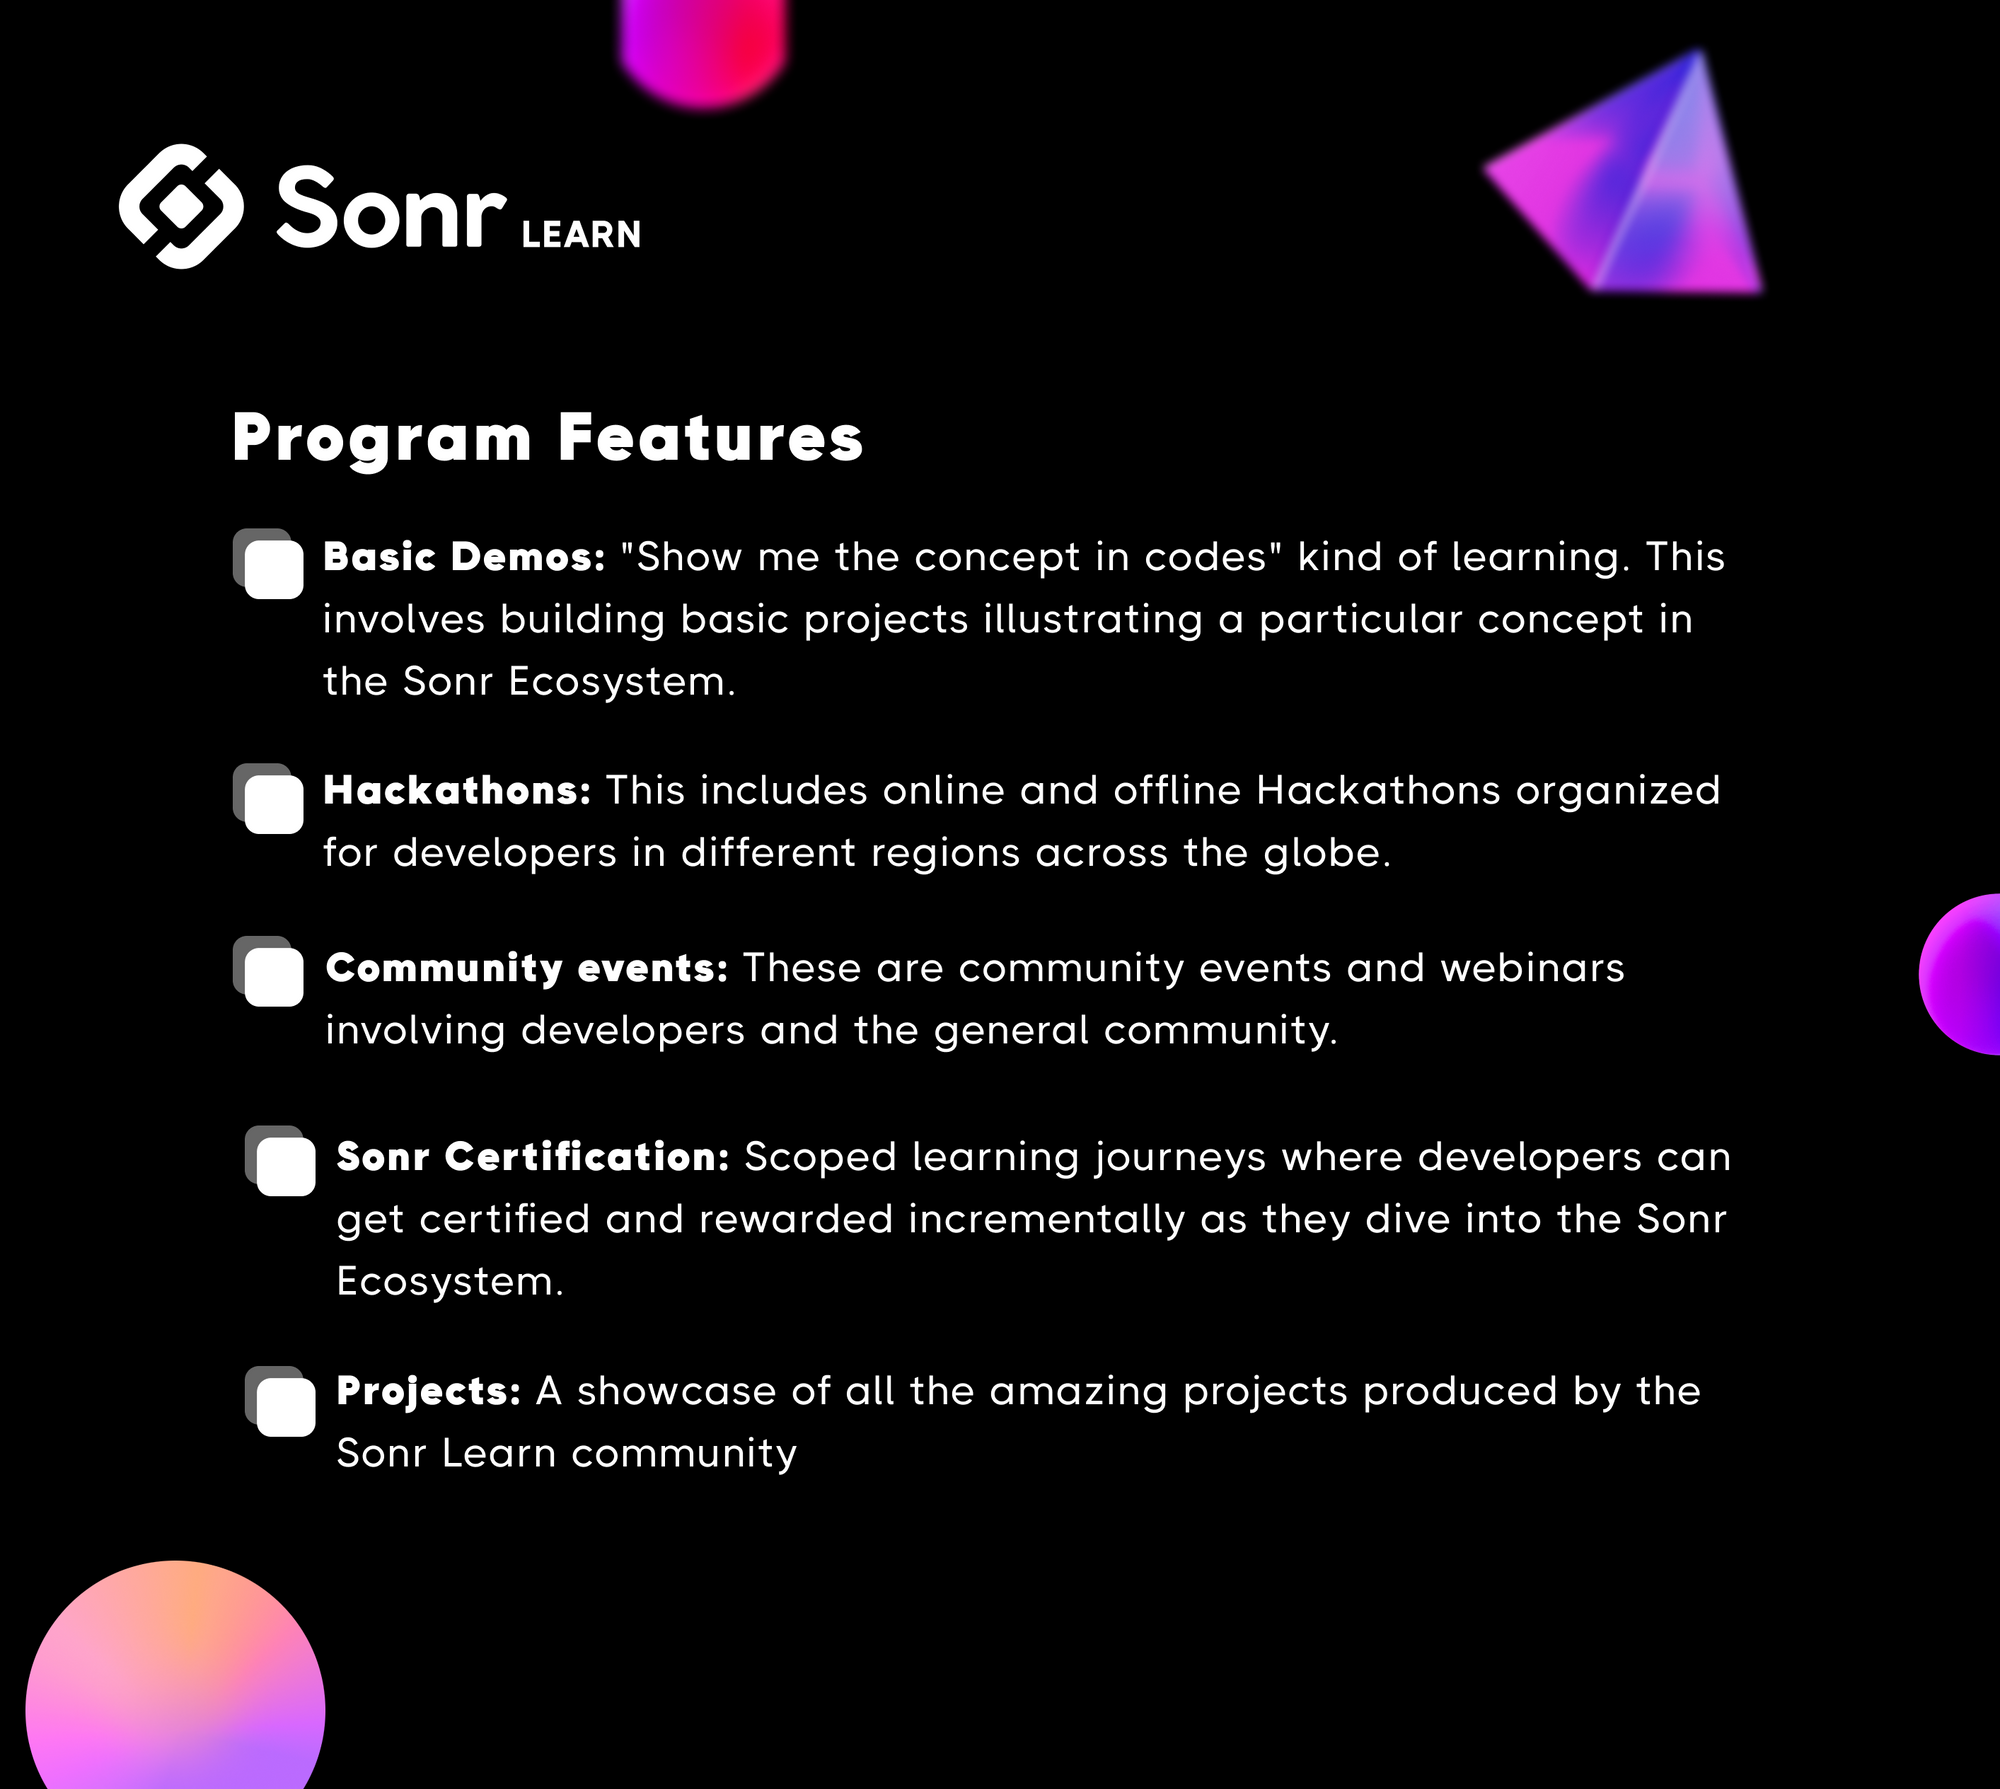 Sonr LEARN
Program Features
Basic Demos: "Show me the concept in codes" kind of learning. This
involves building basic projects illustrating a particular concept in
the Sonr Ecosystem.
Hackathons: This includes online and offline Hackathons organized
for developers in different regions across the globe.
Community events: These are community events and webinars
involving developers and the general community.
Sonr Certification: Scoped learning journeys where developers can
get certified and rewarded incrementally as they dive into the Sonr
Ecosystem.
Projects: A showcase of all the amazing projects produced by the
Sonr Learn community